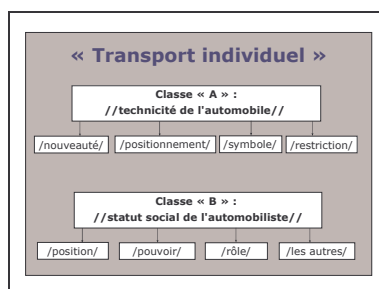 « Transport individuel »
Classe « A » :
//technicité de l'automobile//
/nouveauté/ /positionnement/ /symbole/ /restriction/
Classe « B » :
//statut social de l'automobiliste//
/position/ /pouvoir/ /rôle/ /les autres/